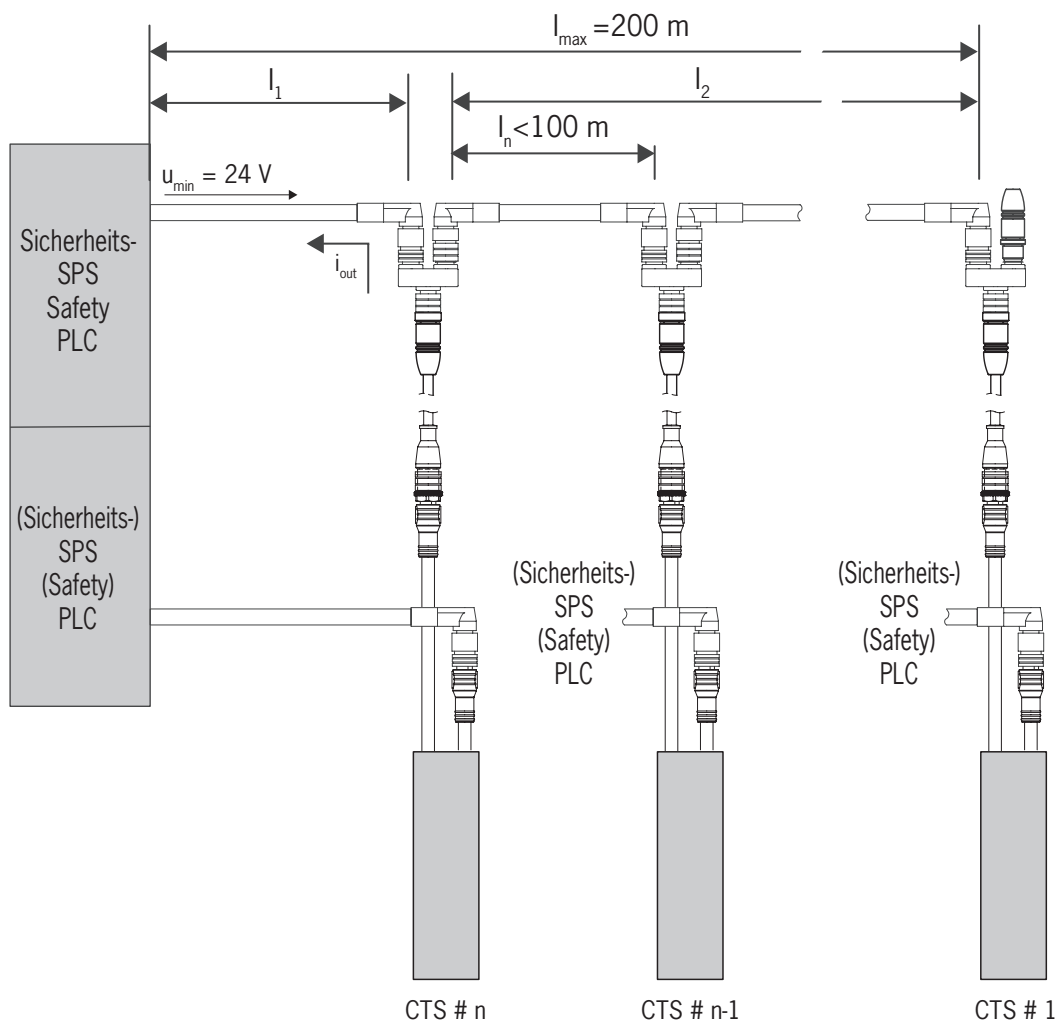 l_max =200 m
l_1
l_2
l_n<100 m
u_min = 24 V
i_out
Sicherheits-
SPS
Safety
PLC
(Sicherheits-)
SPS
(Safety)
PLC
(Sicherheits-)
SPS
(Safety)
PLC
(Sicherheits-)
SPS
(Safety)
PLC
CTS # n
CTS # n-1
CTS # 1